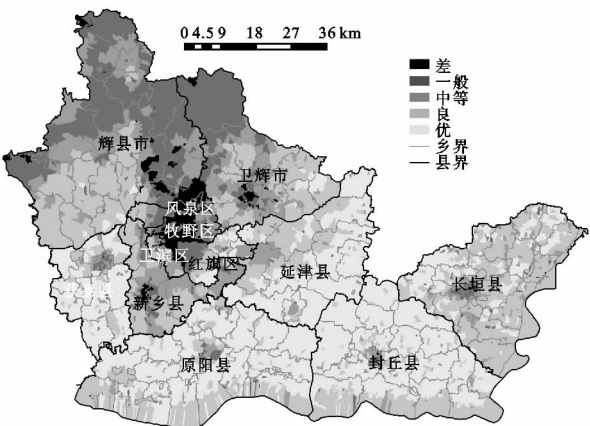 0 4.5 9 18 27 36 km
差
一般
中等
良
优
乡界
县界
辉县市
卫辉市
凤泉区
牧野区
卫滨区
红旗区
延津县
长垣县
新乡县
原阳县
封丘县